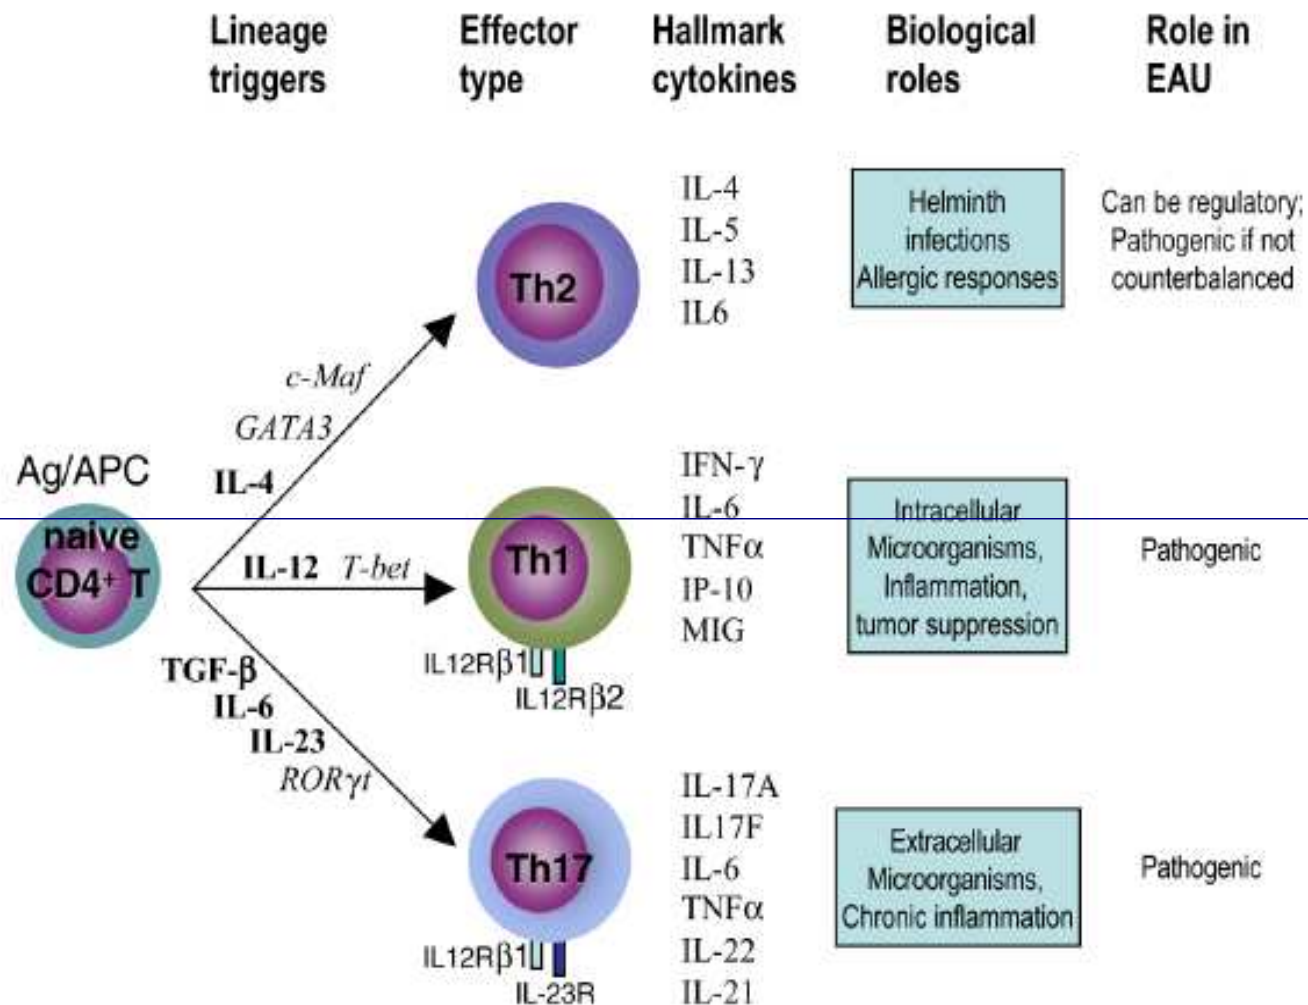 Lineage
triggers
Effector
type
Hallmark
cytokines
Biological
roles
Role in
EAU
Th2
IL-4
IL-5
IL-13
IL6
Helminth
infections
Allergic responses
Can be regulatory;
Pathogenic if not
counterbalanced
c-Maf
GATA3
IL-4
Ag/APC
naive
CD4⁺ T
IL-12 T-bet
Th1
IL12Rβ1
IL12Rβ2
IFN-γ
IL-6
TNFα
IP-10
MIG
Intracellular
Microorganisms,
Inflammation,
tumor suppression
Pathogenic
TGF-β
IL-6
IL-23
RORγt
Th17
IL12Rβ1
IL-23R
IL-17A
IL17F
IL-6
TNFα
IL-22
IL-21
Extracellular
Microorganisms,
Chronic inflammation
Pathogenic